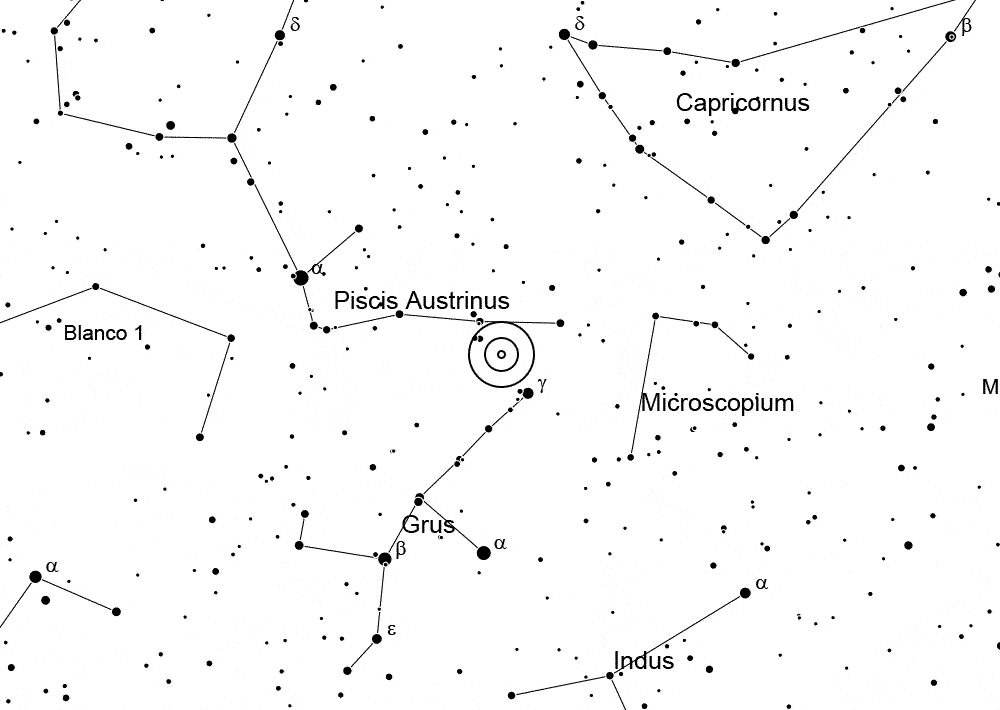 δ
δ
β
Capricornus
α
Piscis Austrinus
Blanco 1
γ
M
Microscopium
Grus
β
α
α
α
ε
Indus